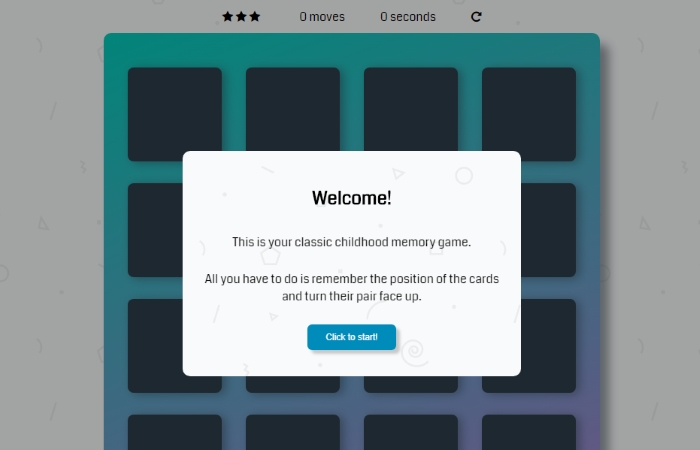 0 moves 0 seconds
Welcome!
This is your classic childhood memory game.
All you have to do is remember the position of the cards
and turn their pair face up.
Click to start!